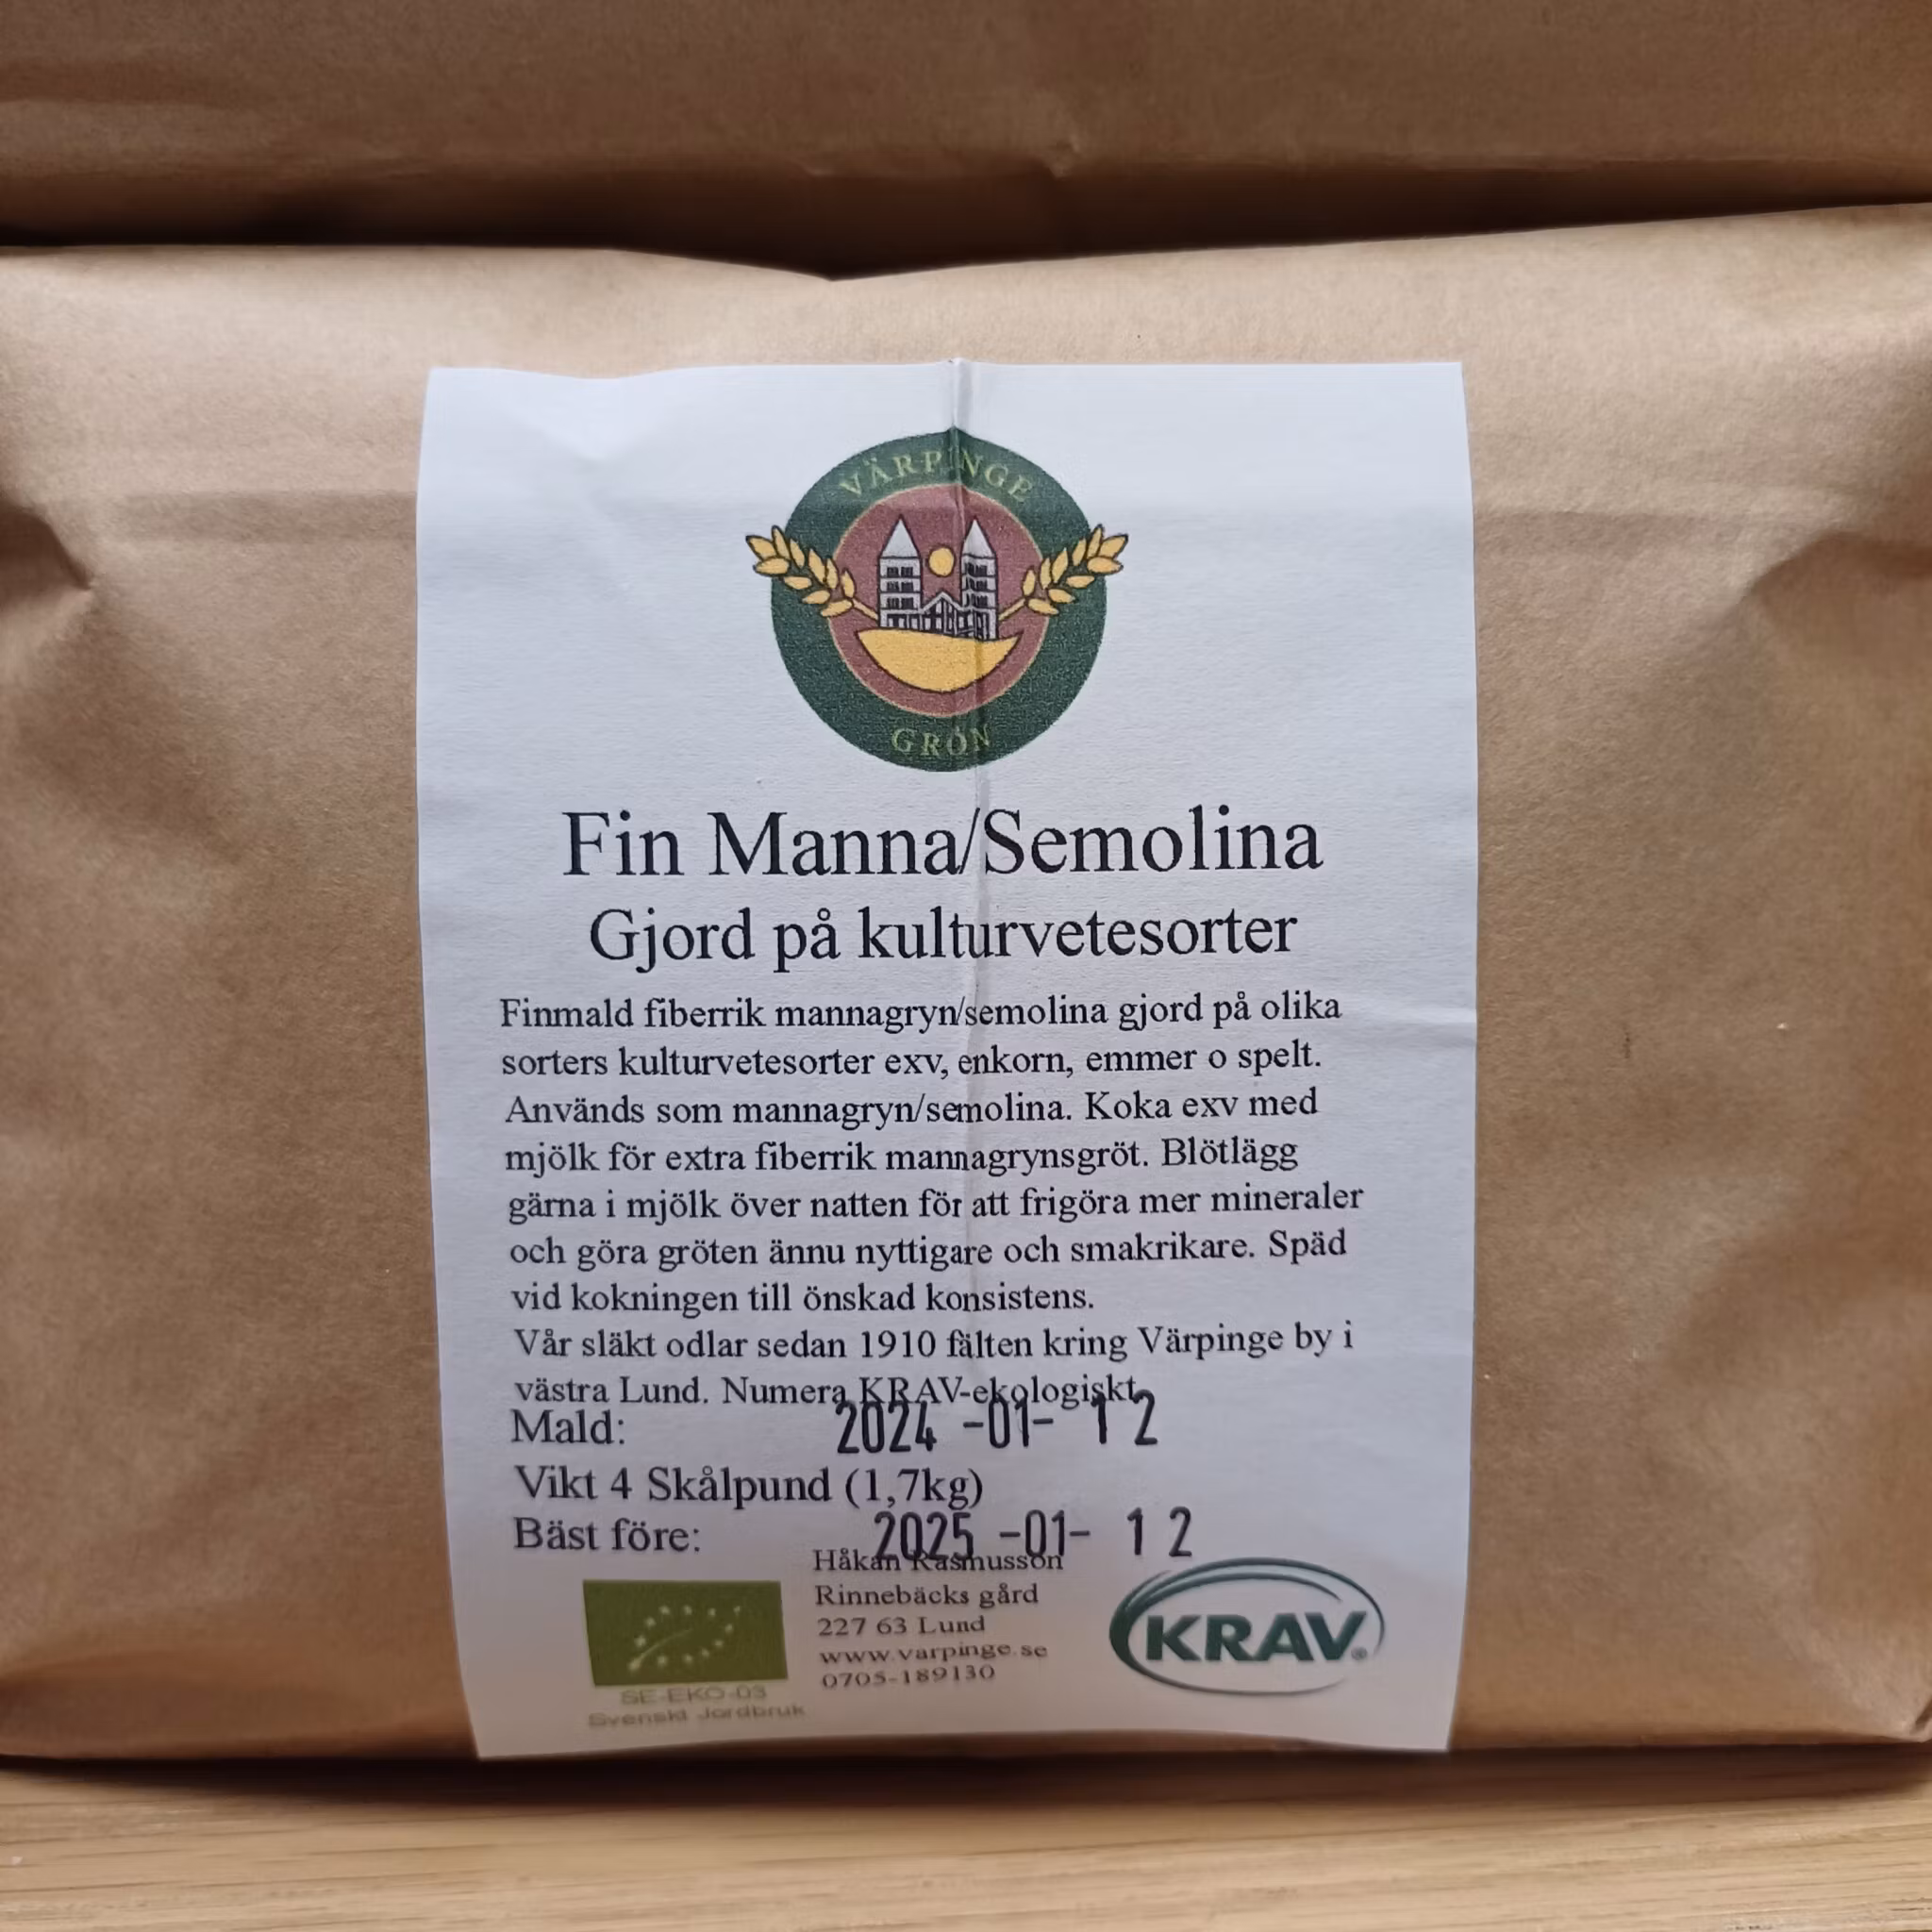 VÄRPINGE
GRÖN
Fin Manna/Semolina
Gjord på kulturvetesorter
Finmald fiberrik mannagryn/semolina gjord på olika
sorters kulturvetesorter exv, enkorn, emmer o spelt.
Används som mannagryn/semolina. Koka exv med
mjölk för extra fiberrik mannagrynsgröt. Blötlägg
gärna i mjölk över natten för att frigöra mer mineraler
och göra gröten ännu nyttigare och smakrikare. Späd
vid kokningen till önskad konsistens.
Vår släkt odlar sedan 1910 fälten kring Värpinge by i
västra Lund. Numera KRAV-ekologiskt.
Mald: 2024 -01- 12
Vikt 4 Skålpund (1,7kg)
Bäst före: 2025 -01- 12
Håkan Rasmusson
Rinnebäcks gård
227 63 Lund
www.varpinge.se
0705-189130
SE-EKO-03
Svenskt Jordbruk
KRAV®